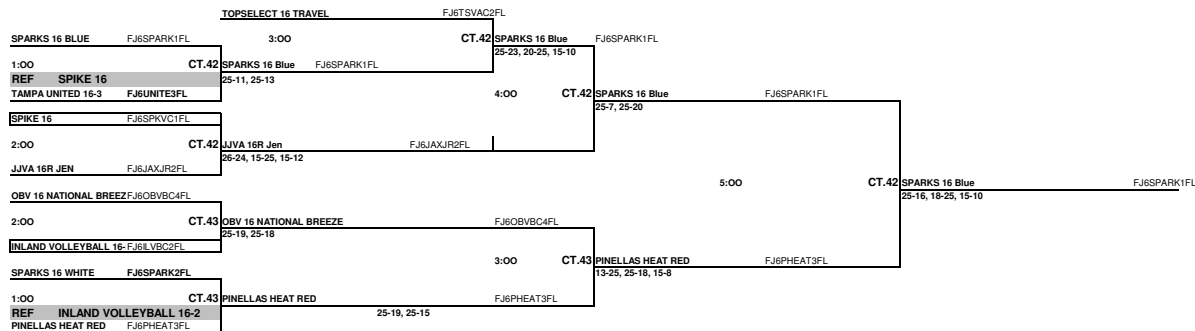 TOPSELECT 16 TRAVEL FJ6TSVAC2FL
SPARKS 16 BLUE FJ6SPARK1FL 3:OO CT.42 SPARKS 16 Blue FJ6SPARK1FL
25-23, 20-25, 15-10
1:OO CT.42 SPARKS 16 Blue FJ6SPARK1FL
REF SPIKE 16 25-11, 25-13
TAMPA UNITED 16-3 FJ6UNITE3FL 4:OO CT.42 SPARKS 16 Blue FJ6SPARK1FL
25-7, 25-20
SPIKE 16 FJ6SPKVC1FL
2:OO CT.42 JJVA 16R Jen FJ6JAXJR2FL
26-24, 15-25, 15-12
JJVA 16R JEN FJ6JAXJR2FL
5:OO CT.42 SPARKS 16 Blue FJ6SPARK1FL
25-16, 18-25, 15-10
OBV 16 NATIONAL BREEZ FJ6OBVBC4FL
2:OO CT.43 OBV 16 NATIONAL BREEZE FJ6OBVBC4FL
25-19, 25-18
INLAND VOLLEYBALL 16- FJ6ILVBC2FL
3:OO CT.43 PINELLAS HEAT RED FJ6PHEAT3FL
13-25, 25-18, 15-8
SPARKS 16 WHITE FJ6SPARK2FL
1:OO CT.43 PINELLAS HEAT RED FJ6PHEAT3FL
REF INLAND VOLLEYBALL 16-2 25-19, 25-15
PINELLAS HEAT RED FJ6PHEAT3FL